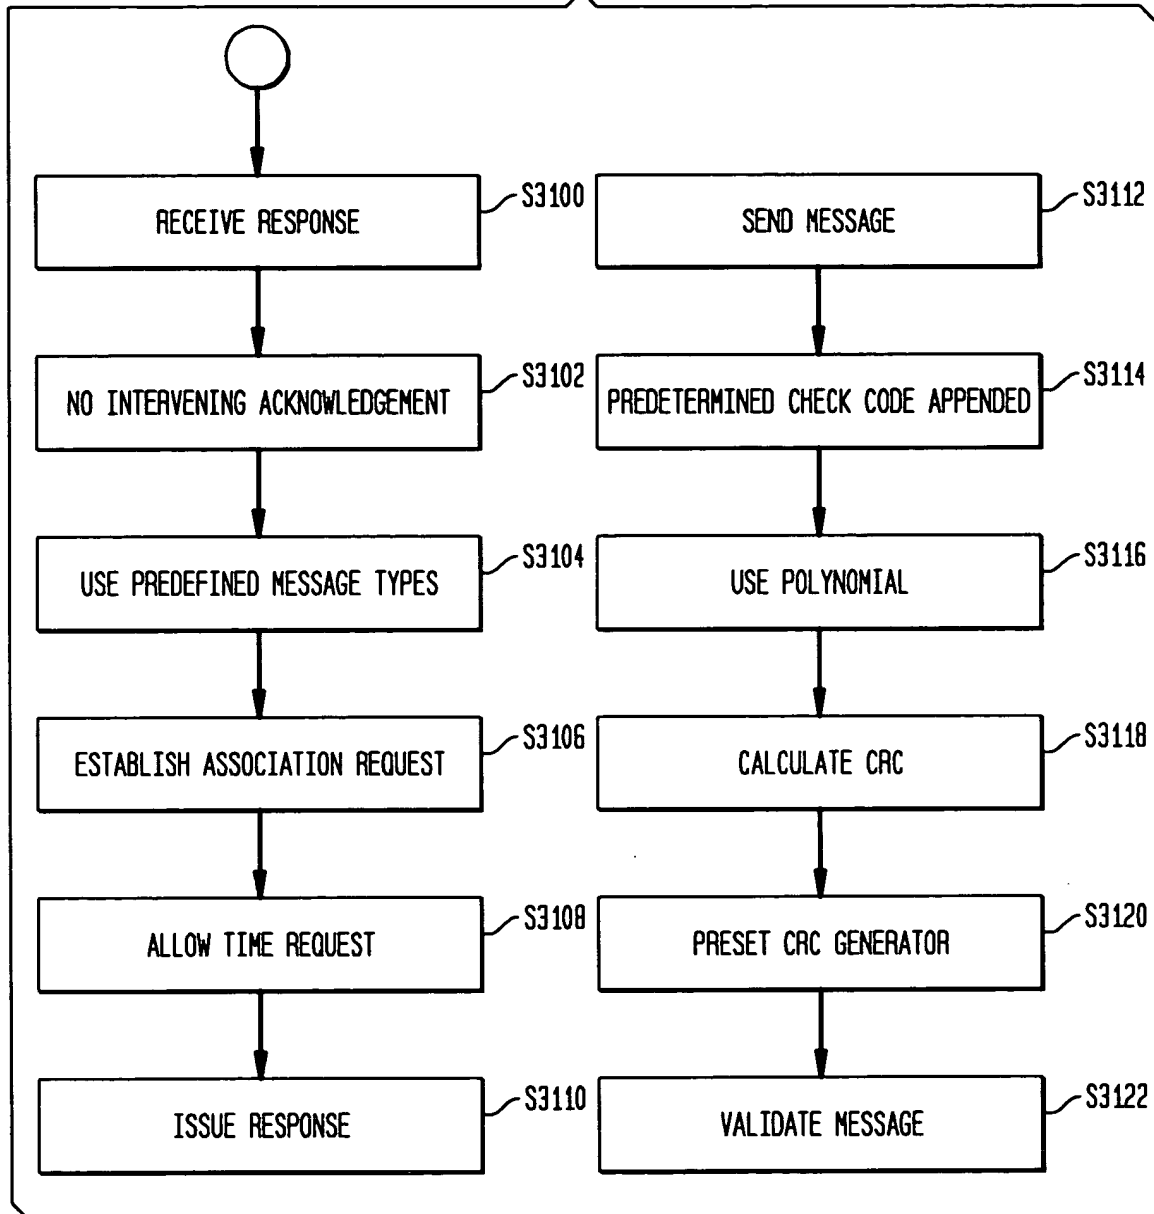 RECEIVE RESPONSE
S3100
NO INTERVENING ACKNOWLEDGEMENT
S3102
USE PREDEFINED MESSAGE TYPES
S3104
ESTABLISH ASSOCIATION REQUEST
S3106
ALLOW TIME REQUEST
S3108
ISSUE RESPONSE
S3110
SEND MESSAGE
S3112
PREDETERMINED CHECK CODE APPENDED
S3114
USE POLYNOMIAL
S3116
CALCULATE CRC
S3118
PRESET CRC GENERATOR
S3120
VALIDATE MESSAGE
S3122